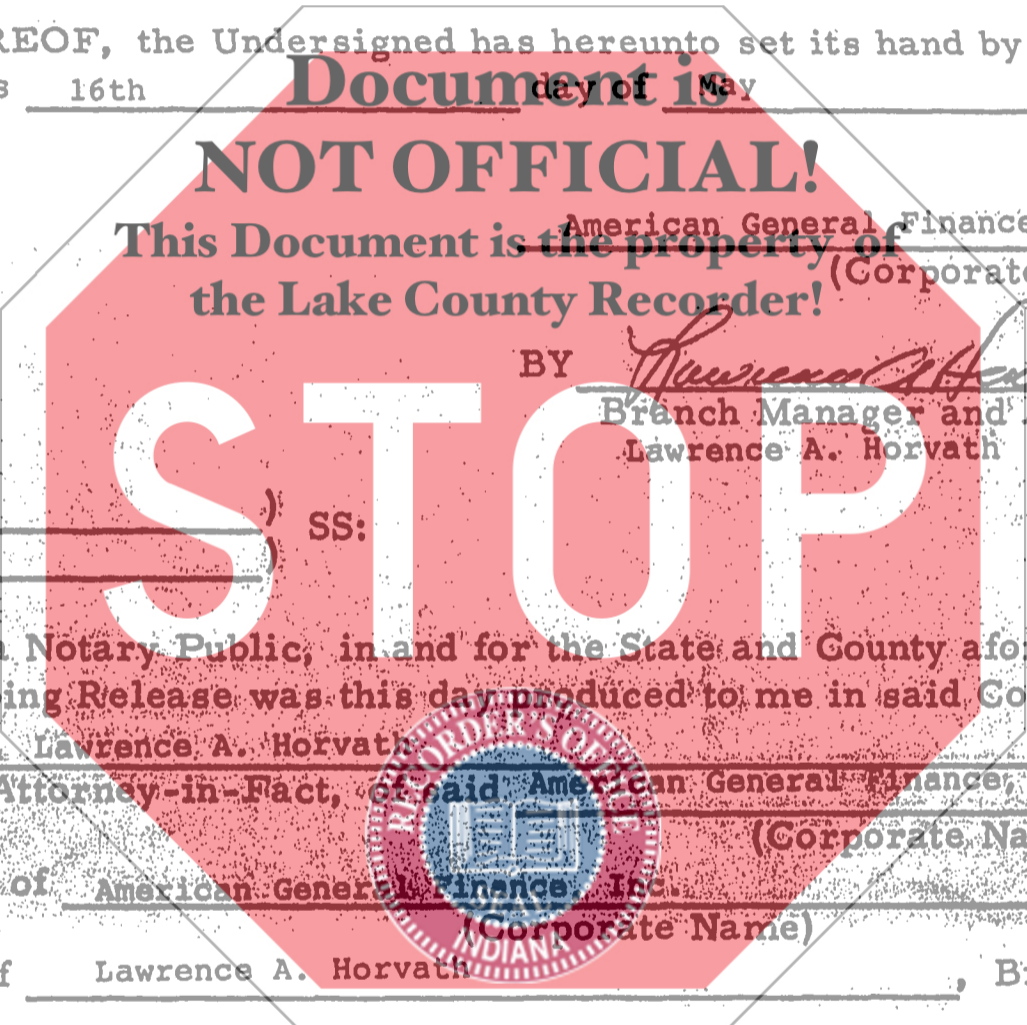 REOF, the Undersigned has hereunto set its hand by
s 16th day of May
Document is
NOT OFFICIAL!
American General Finance
This Document is the property of
(Corporate
the Lake County Recorder!
BY
Branch Manager and
Lawrence A. Horvath
STOP
)
SS:
)
Notary Public, in and for the State and County afo
ing Release was this day produced to me in said Co
Lawrence A. Horvath
Attorney-in-Fact, of said American General Finance,
(Corporate Na
of American General Finance, Inc.
(Corporate Name)
f Lawrence A. Horvath , B
RECORDER'S OFFICE
SEAL
INDIANA